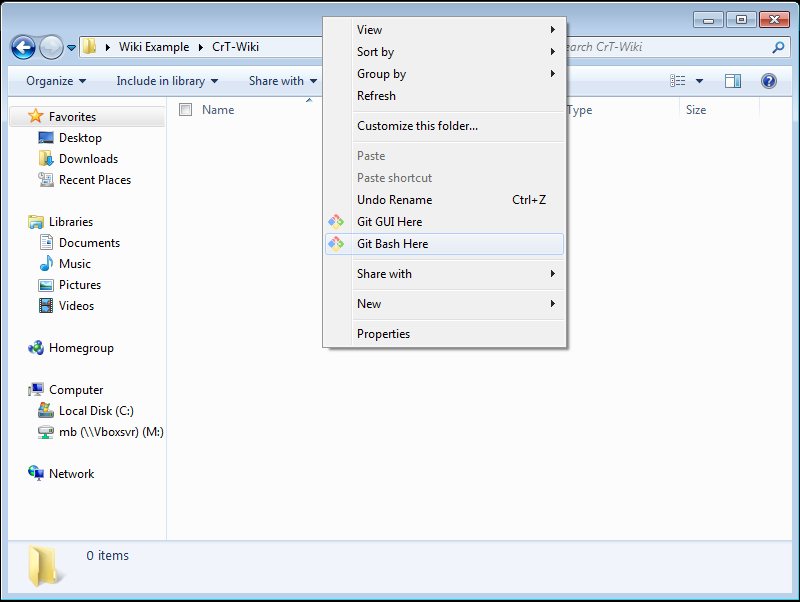 Wiki Example CrT-Wiki
earch CrT-Wiki
Organize Include in library Share with
Name Type Size
Favorites
Desktop
Downloads
Recent Places
Libraries
Documents
Music
Pictures
Videos
Homegroup
Computer
Local Disk (C:)
mb (\\Vboxsvr) (M:)
Network
View
Sort by
Group by
Refresh
Customize this folder...
Paste
Paste shortcut
Undo Rename Ctrl+Z
Git GUI Here
Git Bash Here
Share with
New
Properties
0 items